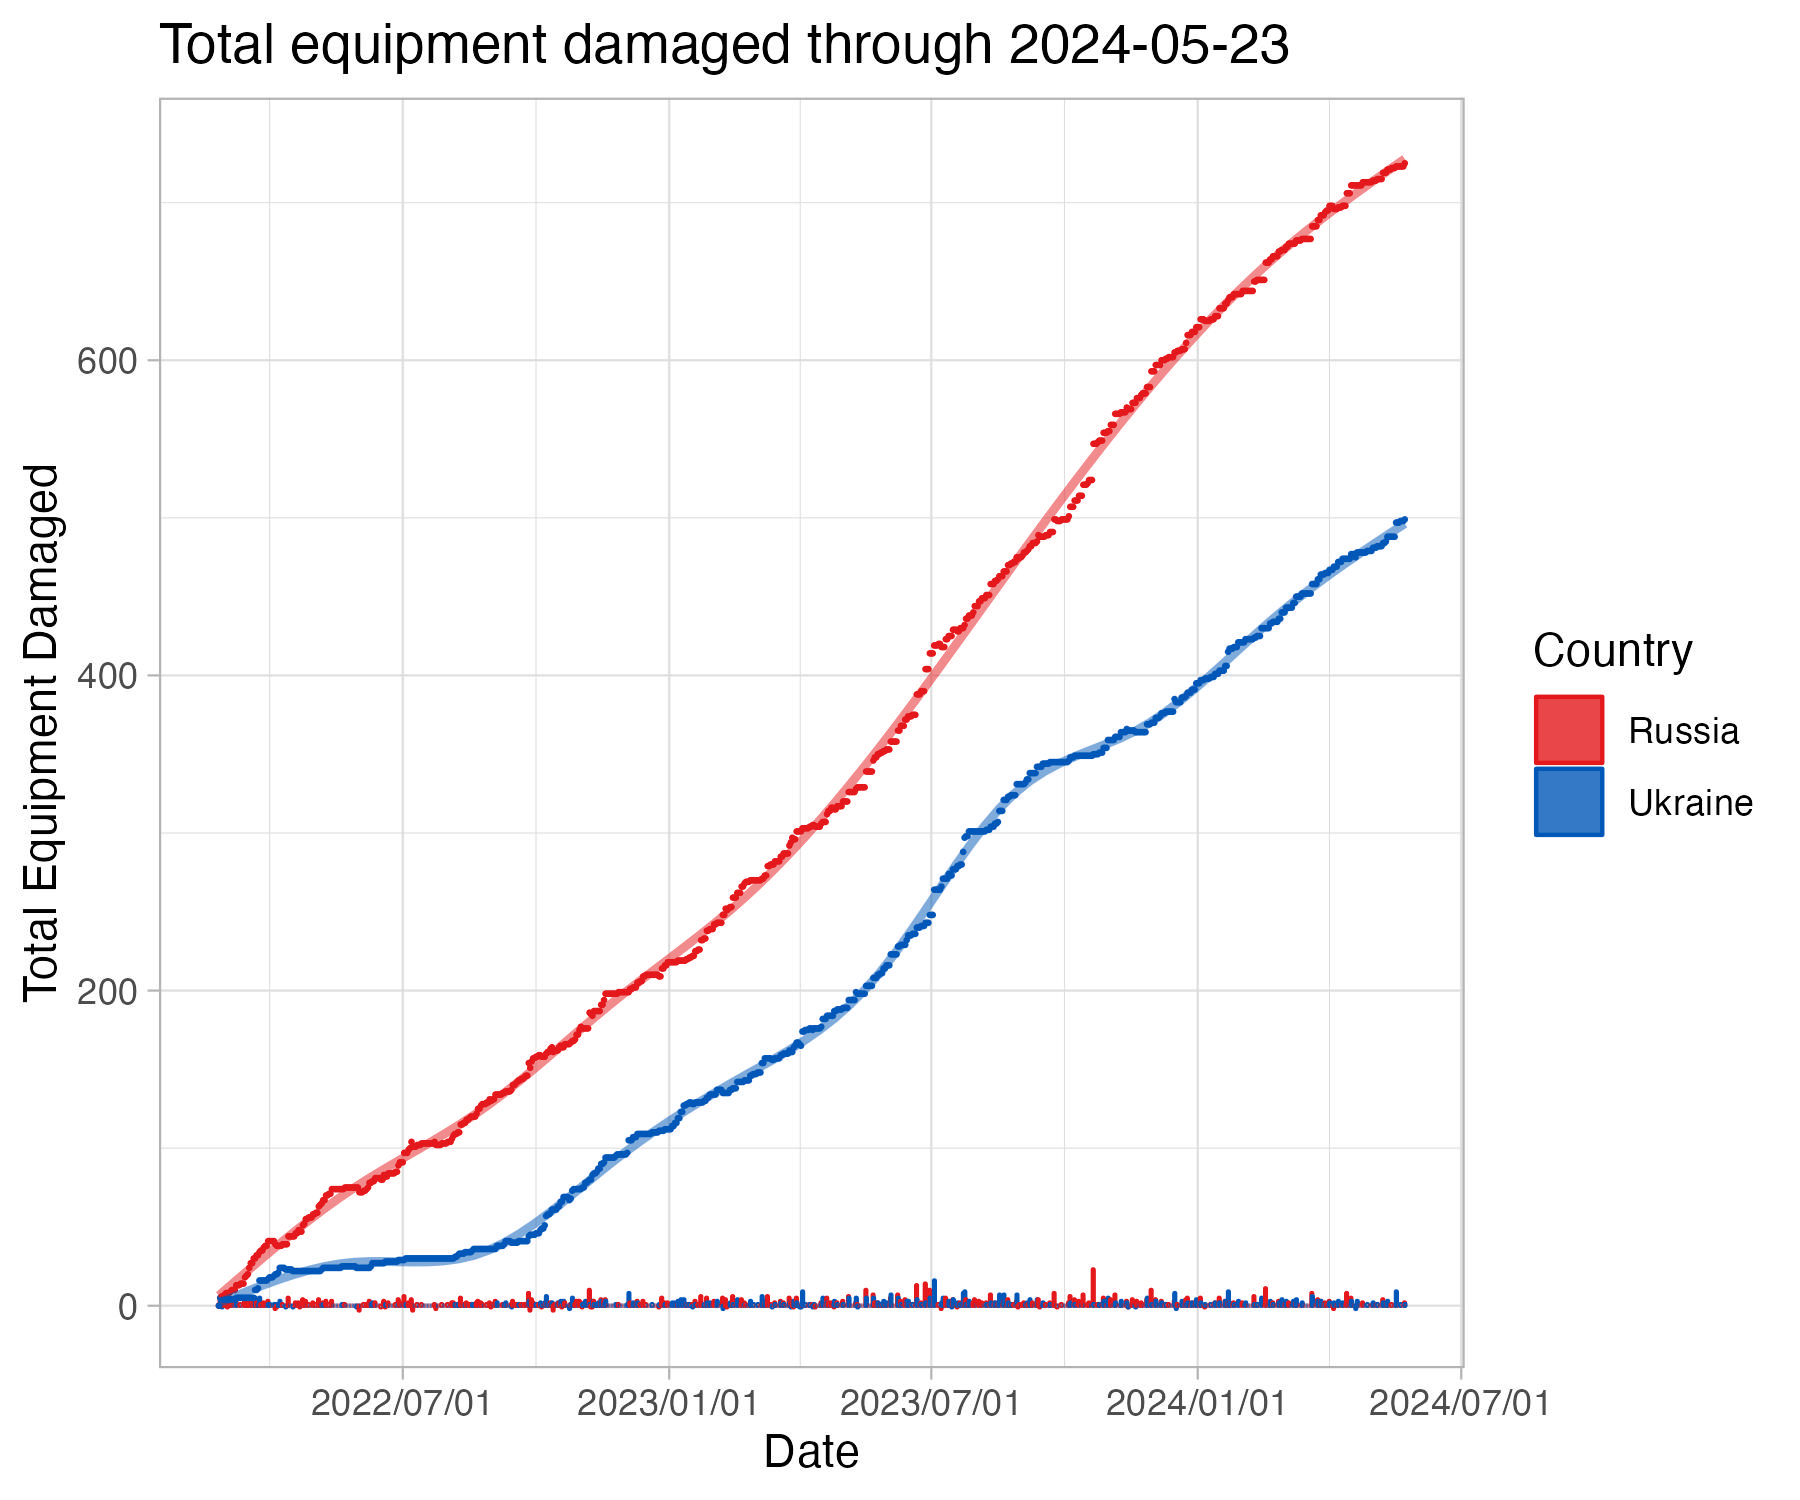 Total equipment damaged through 2024-05-23
Total Equipment Damaged
600
400
200
0
2022/07/01
2023/01/01
2023/07/01
2024/01/01
2024/07/01
Date
Country
Russia
Ukraine